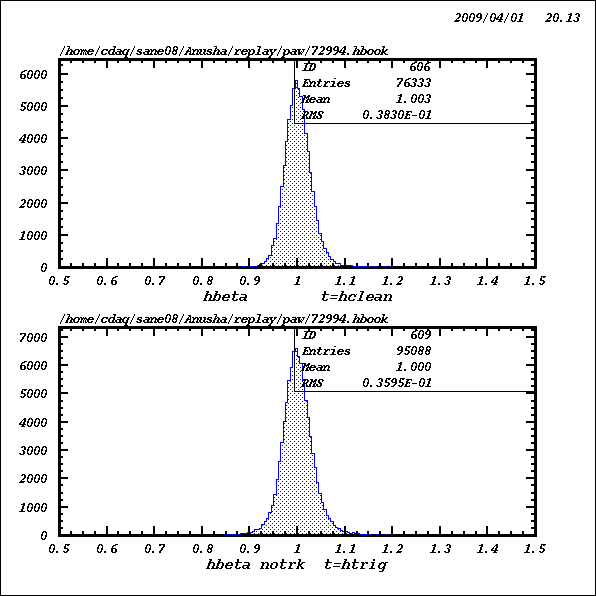 2009/04/01 20.13
/home/cdaq/sane08/Anusha/replay/paw/72994.hbook
ID 606
Entries 76333
Mean 1.003
RMS 0.3830E-01
6000
5000
4000
3000
2000
1000
0
0.5 0.6 0.7 0.8 0.9 1 1.1 1.2 1.3 1.4 1.5
hbeta t=hclean
/home/cdaq/sane08/Anusha/replay/paw/72994.hbook
ID 609
Entries 95088
Mean 1.000
RMS 0.3595E-01
7000
6000
5000
4000
3000
2000
1000
0
0.5 0.6 0.7 0.8 0.9 1 1.1 1.2 1.3 1.4 1.5
hbeta notrk t=htrig